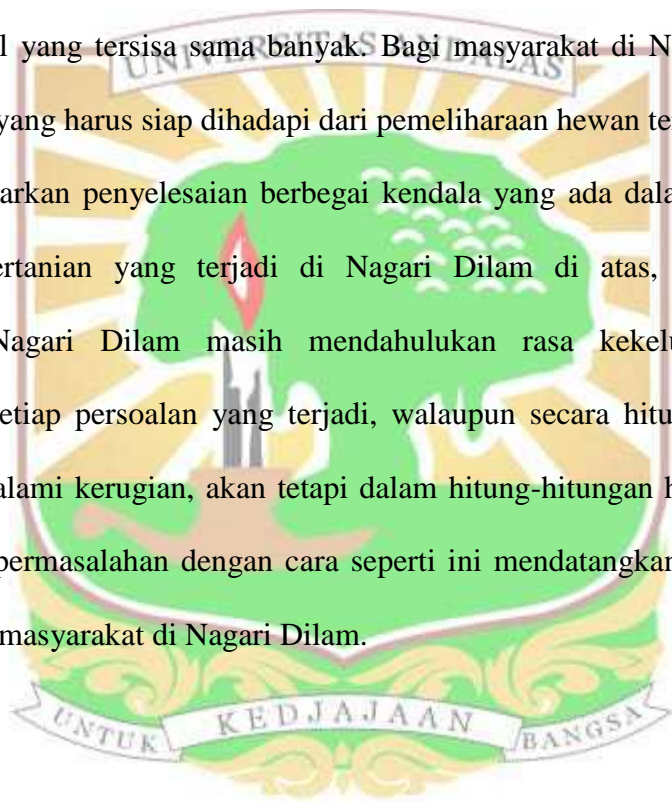 l yang tersisa sama banyak. Bagi masyarakat di N
UNIVERSITAS ANDALAS
yang harus siap dihadapi dari pemeliharaan hewan te
arkan penyelesaian berbegai kendala yang ada dala
ertanian yang terjadi di Nagari Dilam di atas,
Nagari Dilam masih mendahulukan rasa kekelu
etiap persoalan yang terjadi, walaupun secara hitu
alami kerugian, akan tetapi dalam hitung-hitungan h
permasalahan dengan cara seperti ini mendatangkan
masyarakat di Nagari Dilam.
UNTUK KEDJAJAAN BANGSA